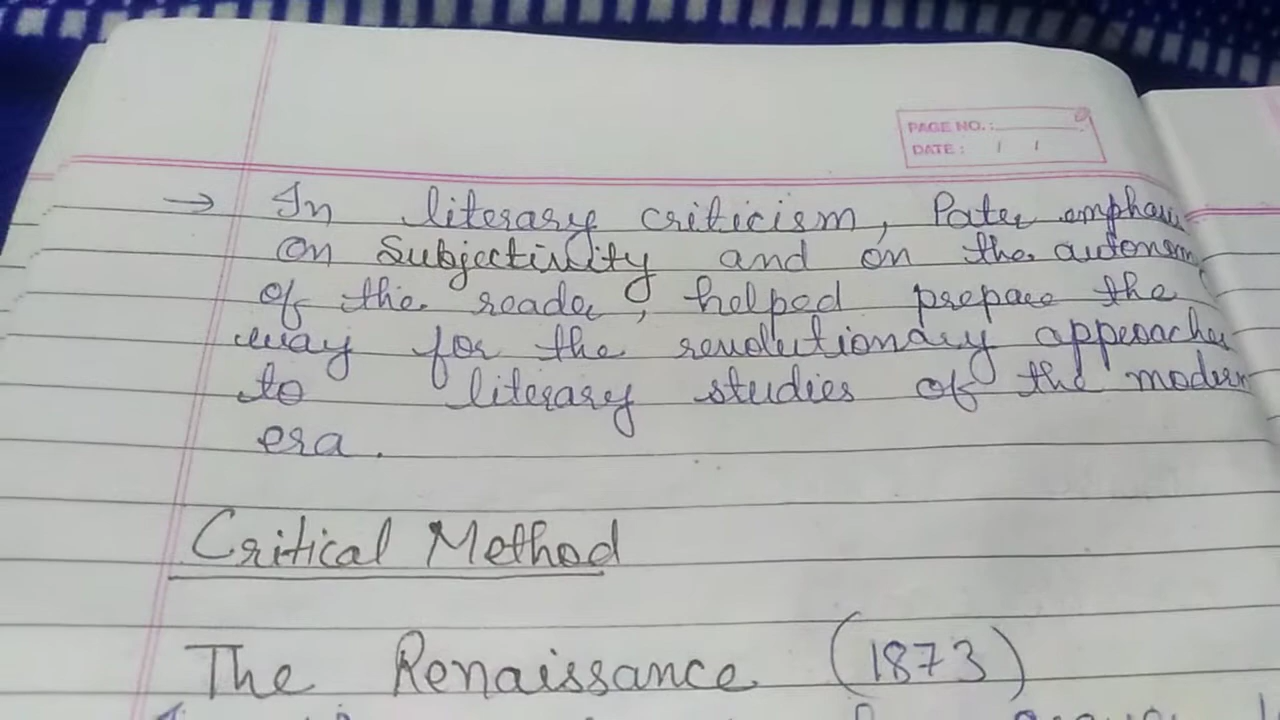 PAGE NO.:
DATE: / /
→ In literary criticism, Pater emphasis
on Subjectivity and on the autonom
of the reader, helped prepare the
way for the revolutionary approaches
to literary studies of the modern
era.
Critical Method
The Renaissance (1873)